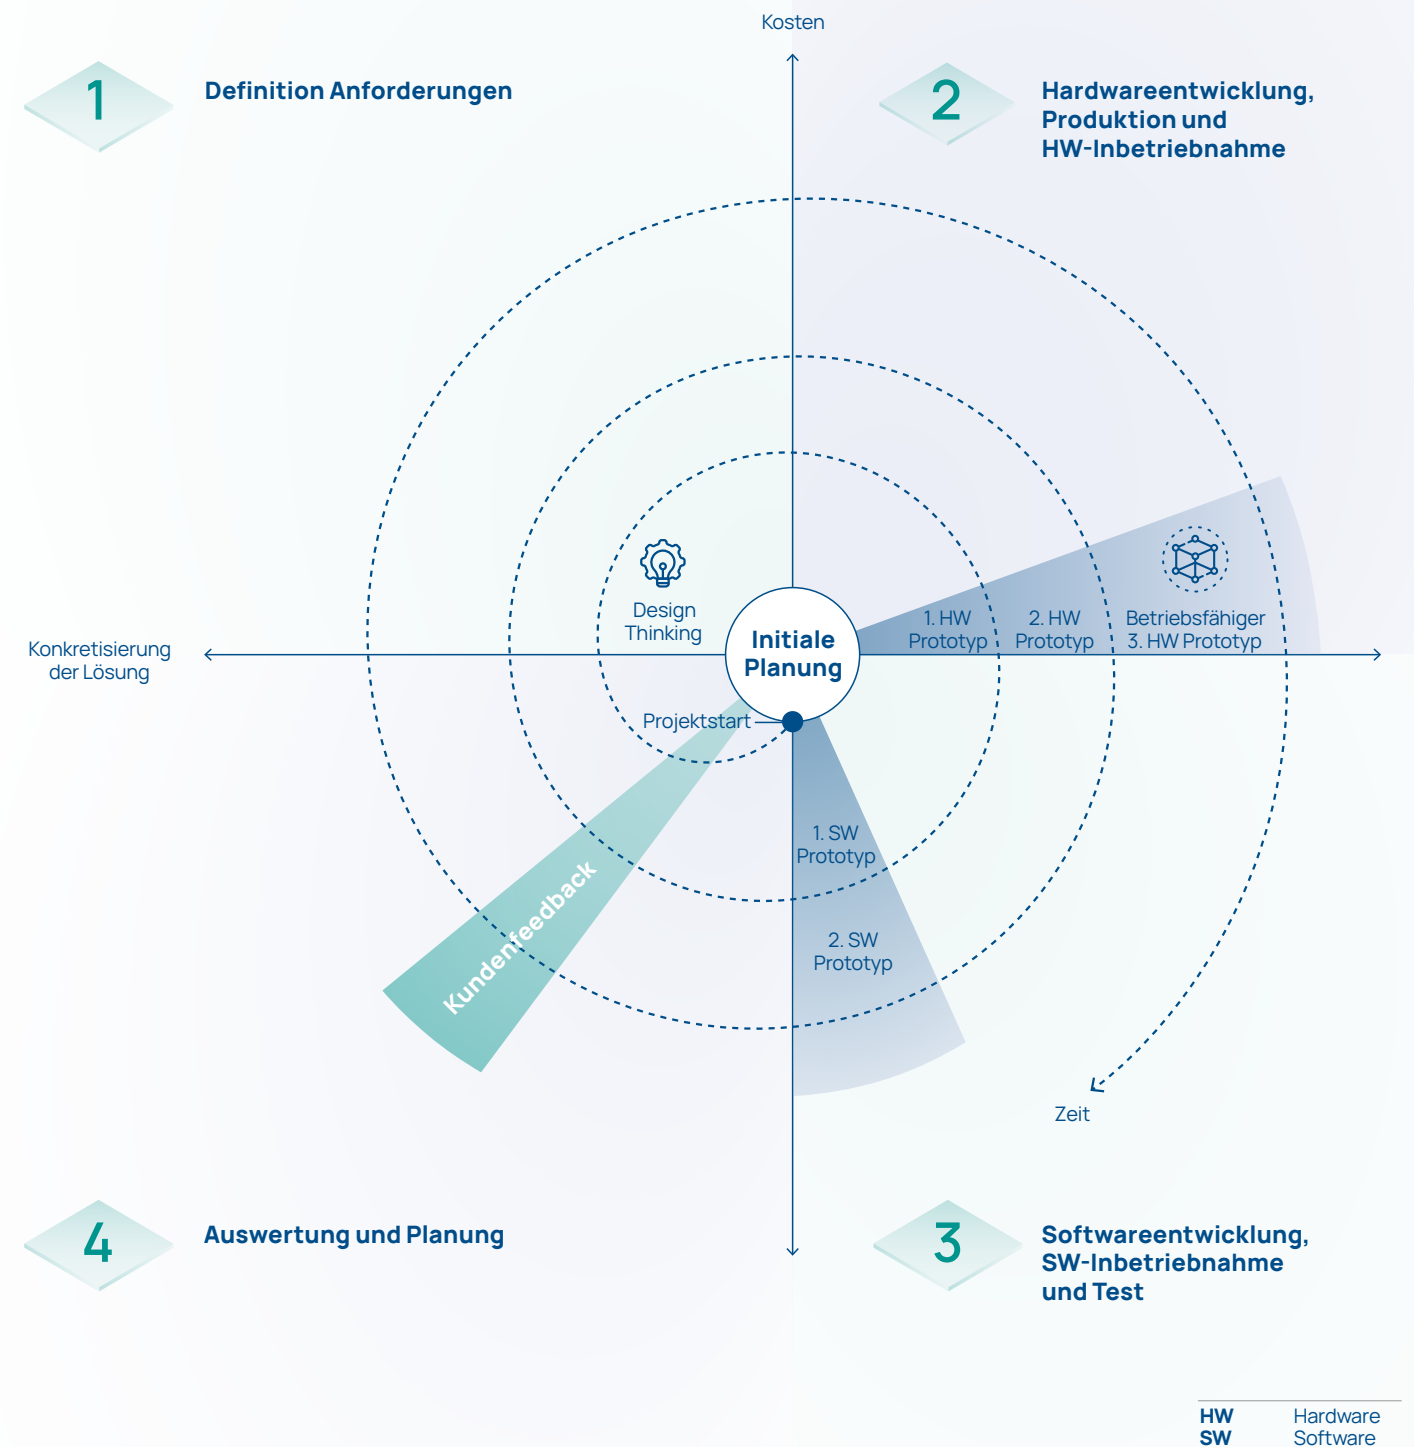 Kosten
1
Definition Anforderungen
2
Hardwareentwicklung,
Produktion und
HW-Inbetriebnahme
Design
Thinking
Initiale
Planung
1. HW
Prototyp
2. HW
Prototyp
Betriebsfähiger
3. HW Prototyp
Konkretisierung
der Lösung
Projektstart
1. SW
Prototyp
Kundenfeedback
2. SW
Prototyp
Zeit
4
Auswertung und Planung
3
Softwareentwicklung,
SW-Inbetriebnahme
und Test
HW Hardware
SW Software